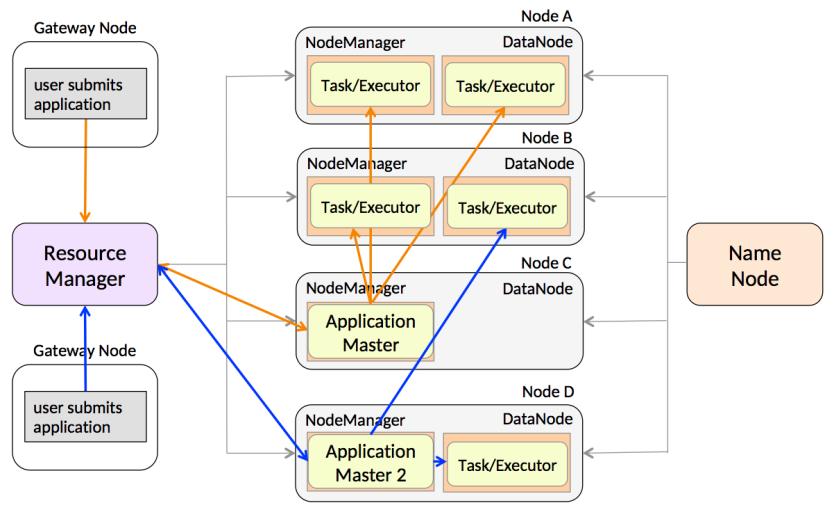 Gateway Node
user submits
application
Resource
Manager
Gateway Node
user submits
application
Node A
NodeManager
DataNode
Task/Executor
Task/Executor
Node B
NodeManager
DataNode
Task/Executor
Task/Executor
Node C
NodeManager
DataNode
Application
Master
Node D
NodeManager
DataNode
Application
Master 2
Task/Executor
Name
Node